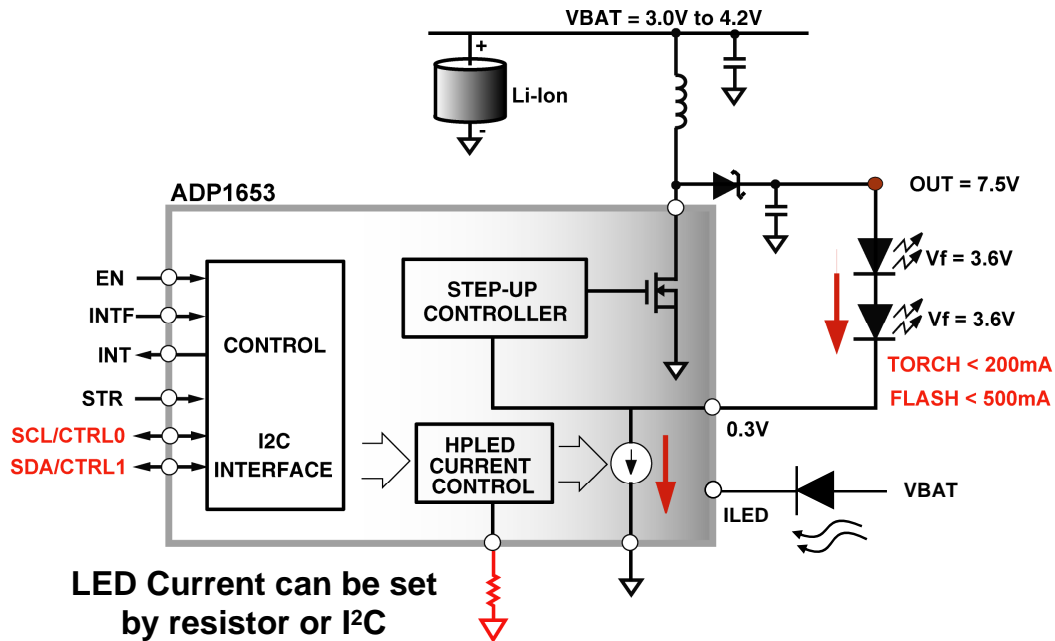 VBAT = 3.0V to 4.2V
+
Li-Ion
-
ADP1653
OUT = 7.5V
EN
INTF
INT
STR
SCL/CTRL0
SDA/CTRL1
CONTROL
I2C
INTERFACE
STEP-UP
CONTROLLER
HPLED
CURRENT
CONTROL
Vf = 3.6V
Vf = 3.6V
TORCH < 200mA
FLASH < 500mA
0.3V
ILED
VBAT
LED Current can be set
by resistor or I²C